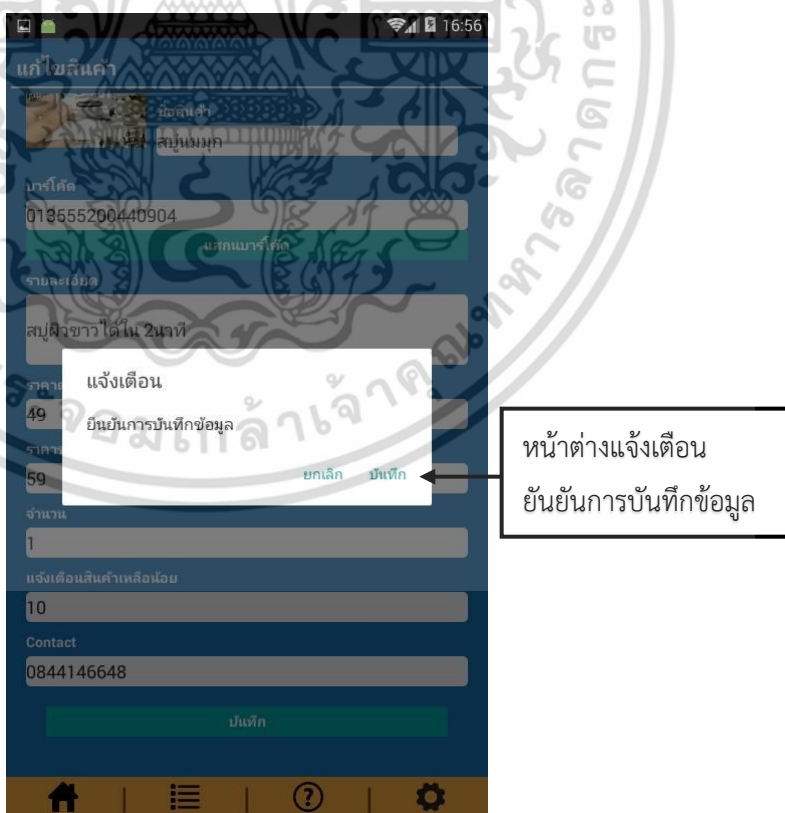 16:56
แก้ไขสินค้า
ชื่อสินค้า
สบู่นมมุก
บาร์โค้ด
013555200440904
แสกนบาร์โค้ด
รายละเอียด
สบู่ผิวขาวได้ใน 2นาที
แจ้งเตือน
ยืนยันการบันทึกข้อมูล
49
59
ยกเลิก บันทึก
หน้าต่างแจ้งเตือน
ยันยันการบันทึกข้อมูล
จำนวน
1
แจ้งเตือนสินค้าเหลือน้อย
10
Contact
0844146648
บันทึก